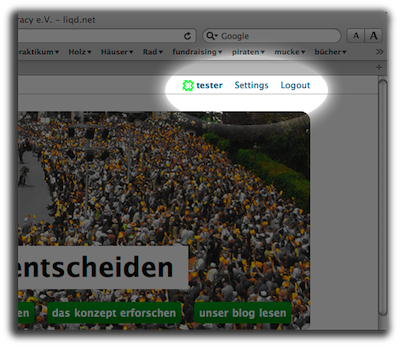 racy e.V. – liqd.net
Google
A A
raktikum▾ Holz▾ Häuser▾ Rad▾ fundraising▾ piraten▾ mucke▾ bücher▾ »
tester Settings Logout
entscheiden
en das konzept erforschen unser blog lesen